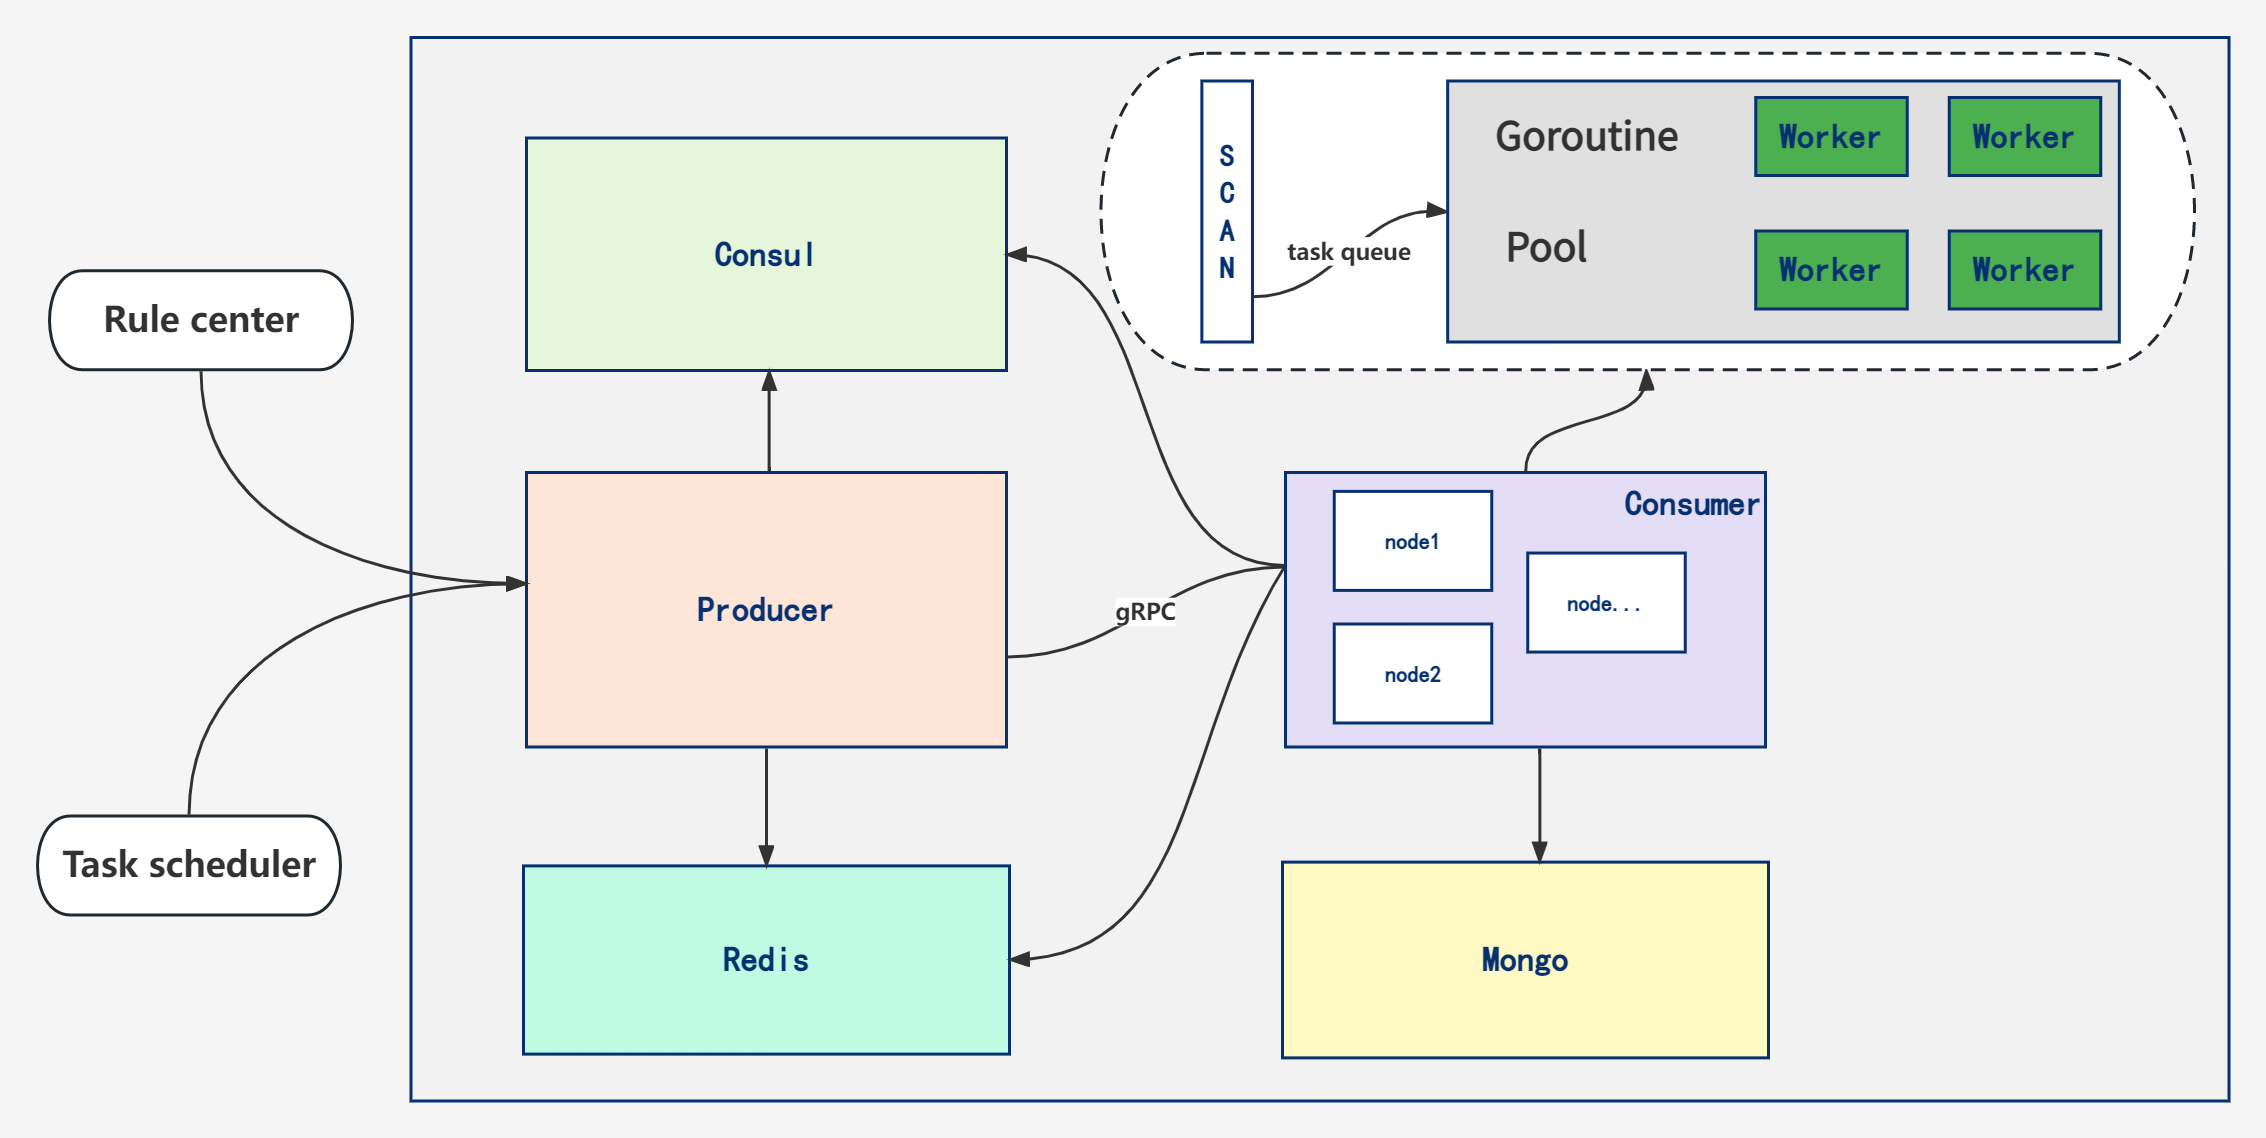 Rule center
Task scheduler
Consul
Producer
Redis
gRPC
S
C
A
N
task queue
Goroutine
Pool
Worker
Worker
Worker
Worker
Consumer
node1
node...
node2
Mongo